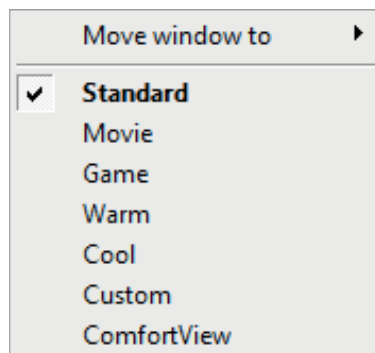 Move window to
Standard
Movie
Game
Warm
Cool
Custom
ComfortView